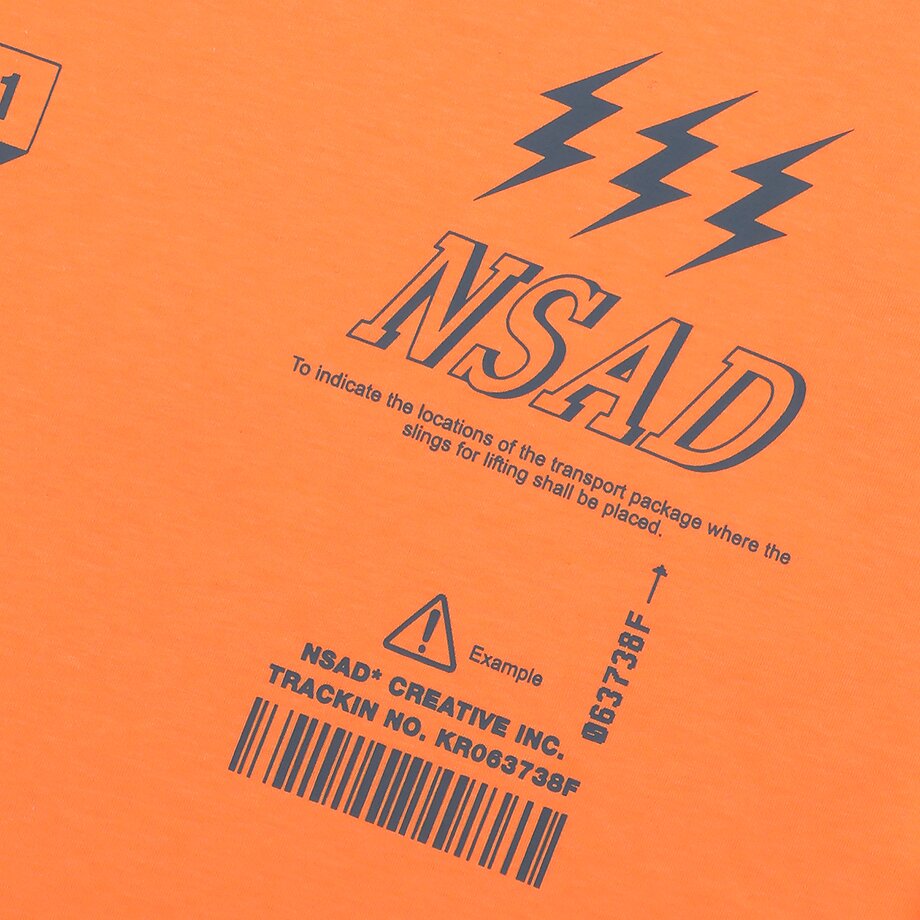 1
NSAD
To indicate the locations of the transport package where the
slings for lifting shall be placed.
063738F
Example
NSAD* CREATIVE INC.
TRACKIN NO. KR063738F